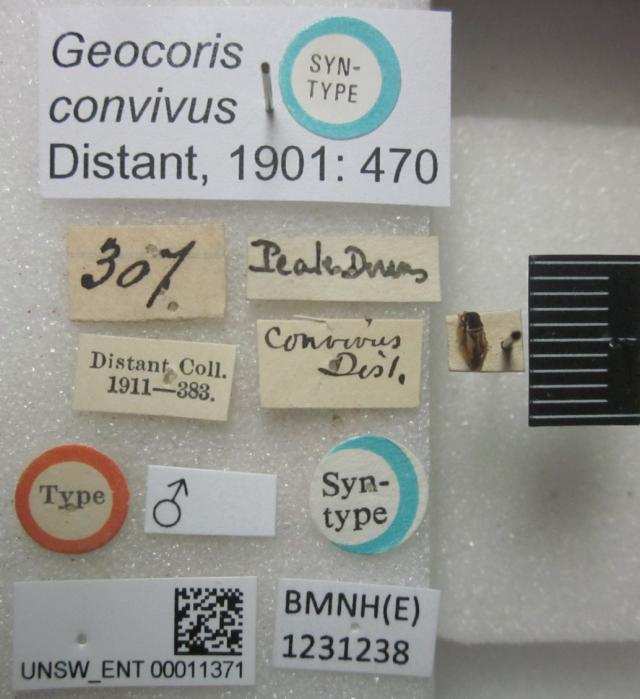 Geocoris
convivus
Distant, 1901: 470
SYN-
TYPE
307.
Peak Downs
Distant Coll.
1911—383.
Convivus
Dist.
Type
♂
Syn-
type
UNSW_ENT 00011371
BMNH(E)
1231238